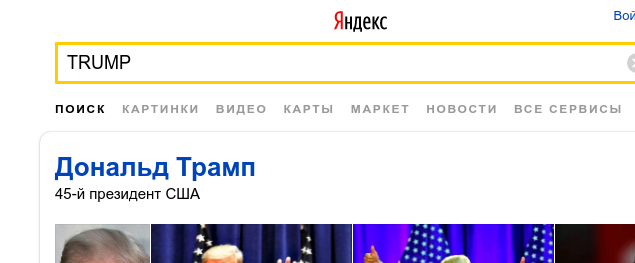 Яндекс
Вой
TRUMP
ПОИСК КАРТИНКИ ВИДЕО КАРТЫ МАРКЕТ НОВОСТИ ВСЕ СЕРВИСЫ
Дональд Трамп
45-й президент США